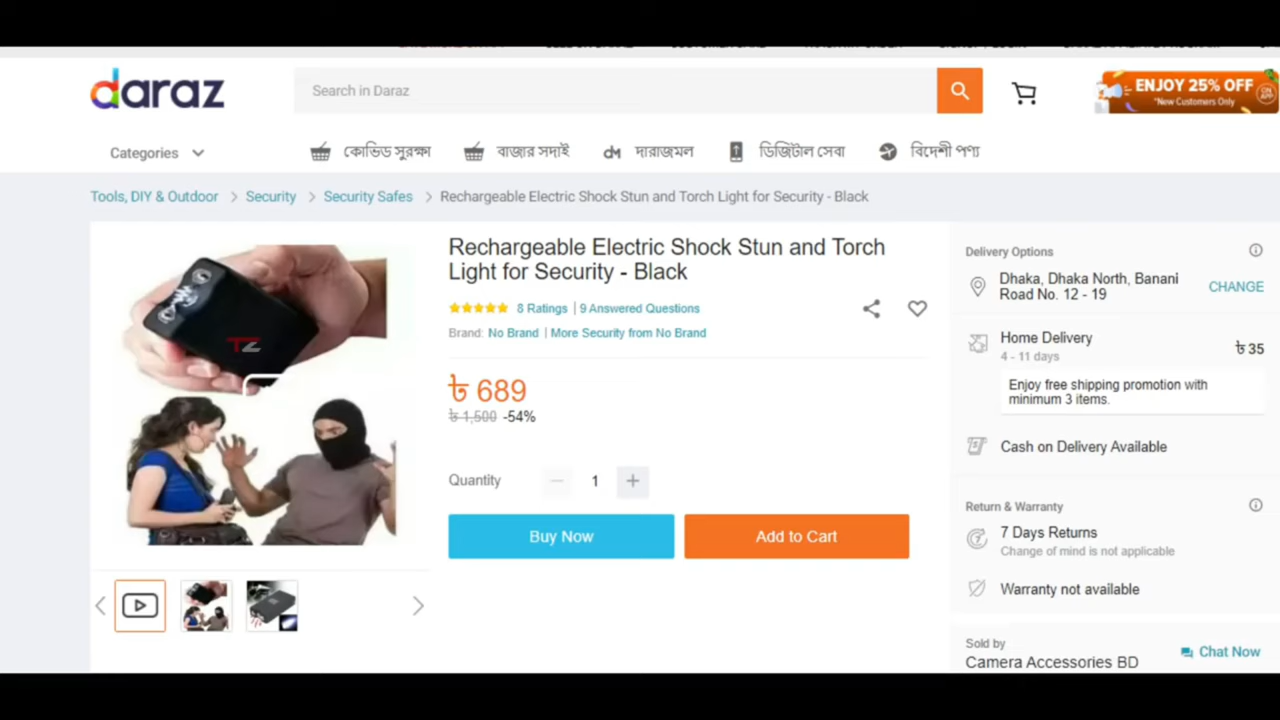 daraz
Search in Daraz
ENJOY 25% OFF
*New Customers Only
ON APP
Categories
কোভিড সুরক্ষা
বাজার সদাই
dm দারাজমল
ডিজিটাল সেবা
বিদেশী পণ্য
Tools, DIY & Outdoor > Security > Security Safes > Rechargeable Electric Shock Stun and Torch Light for Security - Black
TZ
Rechargeable Electric Shock Stun and Torch
Light for Security - Black
8 Ratings | 9 Answered Questions
Brand: No Brand | More Security from No Brand
৳ 689
৳ 1,500 -54%
Quantity − 1 +
Buy Now
Add to Cart
Delivery Options
Dhaka, Dhaka North, Banani
Road No. 12 - 19
CHANGE
Home Delivery
4 - 11 days
৳ 35
Enjoy free shipping promotion with
minimum 3 items.
Cash on Delivery Available
Return & Warranty
7 Days Returns
Change of mind is not applicable
Warranty not available
Sold by
Camera Accessories BD
Chat Now